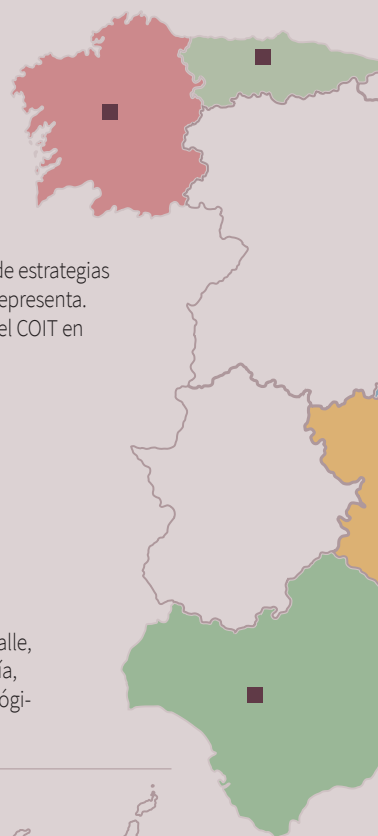 de estrategias
epresenta.
el COIT en
alle,
ía,
ógi-